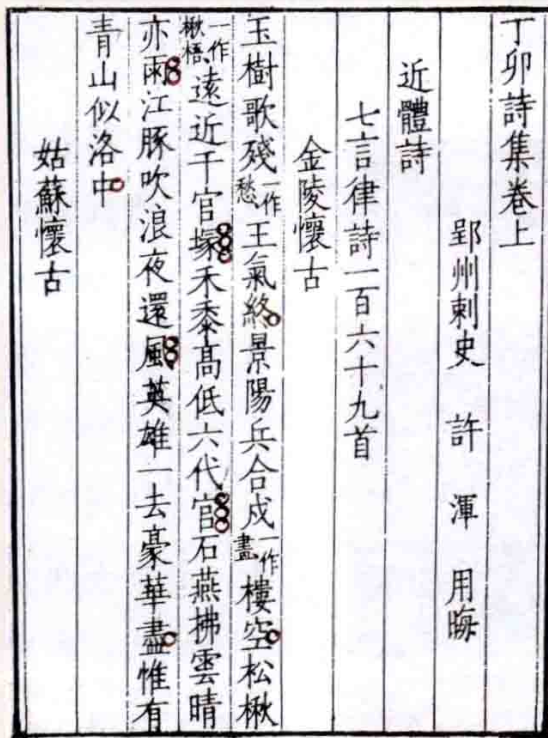 丁卯詩集卷上
郢州刺史 許 渾 用晦
近體詩
七言律詩一百六十九首
金陵懷古
玉樹歌殘一作愁王氣終景陽兵合戍一作畫樓空松楸
一作楸梧遠近千官塚禾黍高低六代官石燕拂雲晴
亦雨江豚吹浪夜還風英雄一去豪華盡惟有
青山似洛中
姑蘇懷古